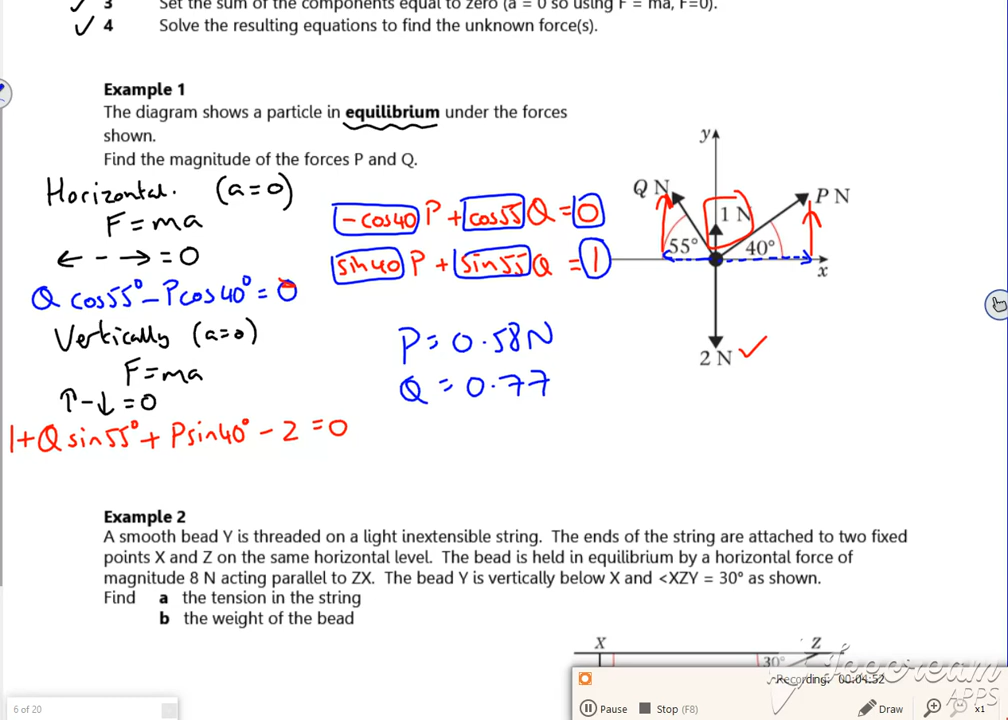 3 Set the sum of the components equal to zero (a = 0 so using F = ma, F=0).
4 Solve the resulting equations to find the unknown force(s).
Example 1
The diagram shows a particle in equilibrium under the forces
shown.
Find the magnitude of the forces P and Q.
Horizontal. (a=0)
F=ma
← - → =0
Q cos55° - Pcos40° = 0
Vertically (a=0)
F=ma
↑-↓=0
1+Q sin55° + Psin40° - 2 =0
-cos40 P + cos55 Q = 0
sin40 P + sin55 Q = 1
P = 0.58N
Q = 0.77
y
Q N
1 N
P N
55°
40°
x
2 N
Example 2
A smooth bead Y is threaded on a light inextensible string. The ends of the string are attached to two fixed
points X and Z on the same horizontal level. The bead is held in equilibrium by a horizontal force of
magnitude 8 N acting parallel to ZX. The bead Y is vertically below X and <XZY = 30° as shown.
Find a the tension in the string
b the weight of the bead
X
Z
30°
Icecream
APPS
Recording: 00:04:52
Pause
Stop (F8)
Draw
x1
6 of 20